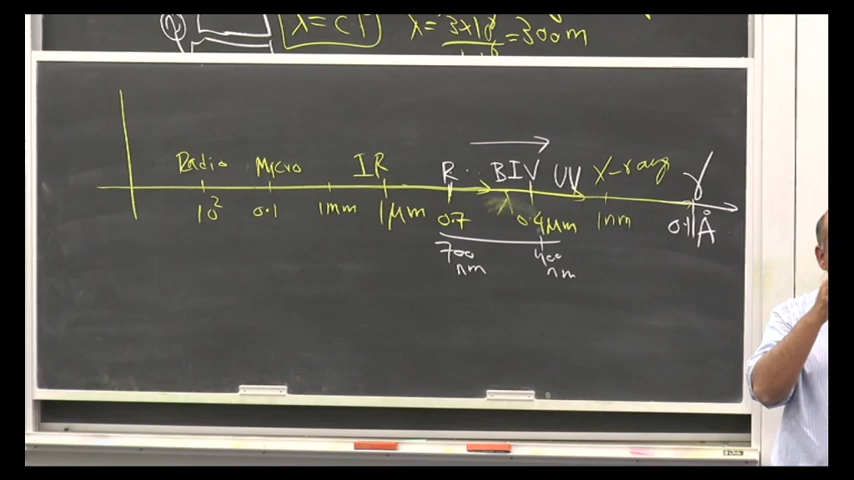 λ = cT λ = 3×10⁸ = 300m
Radio Micro IR R .. BIV UV X-rays γ
10² 0.1 1mm 1μm 0.7 λ 0.4μm 1nm 0.1Å
700 nm 400 nm